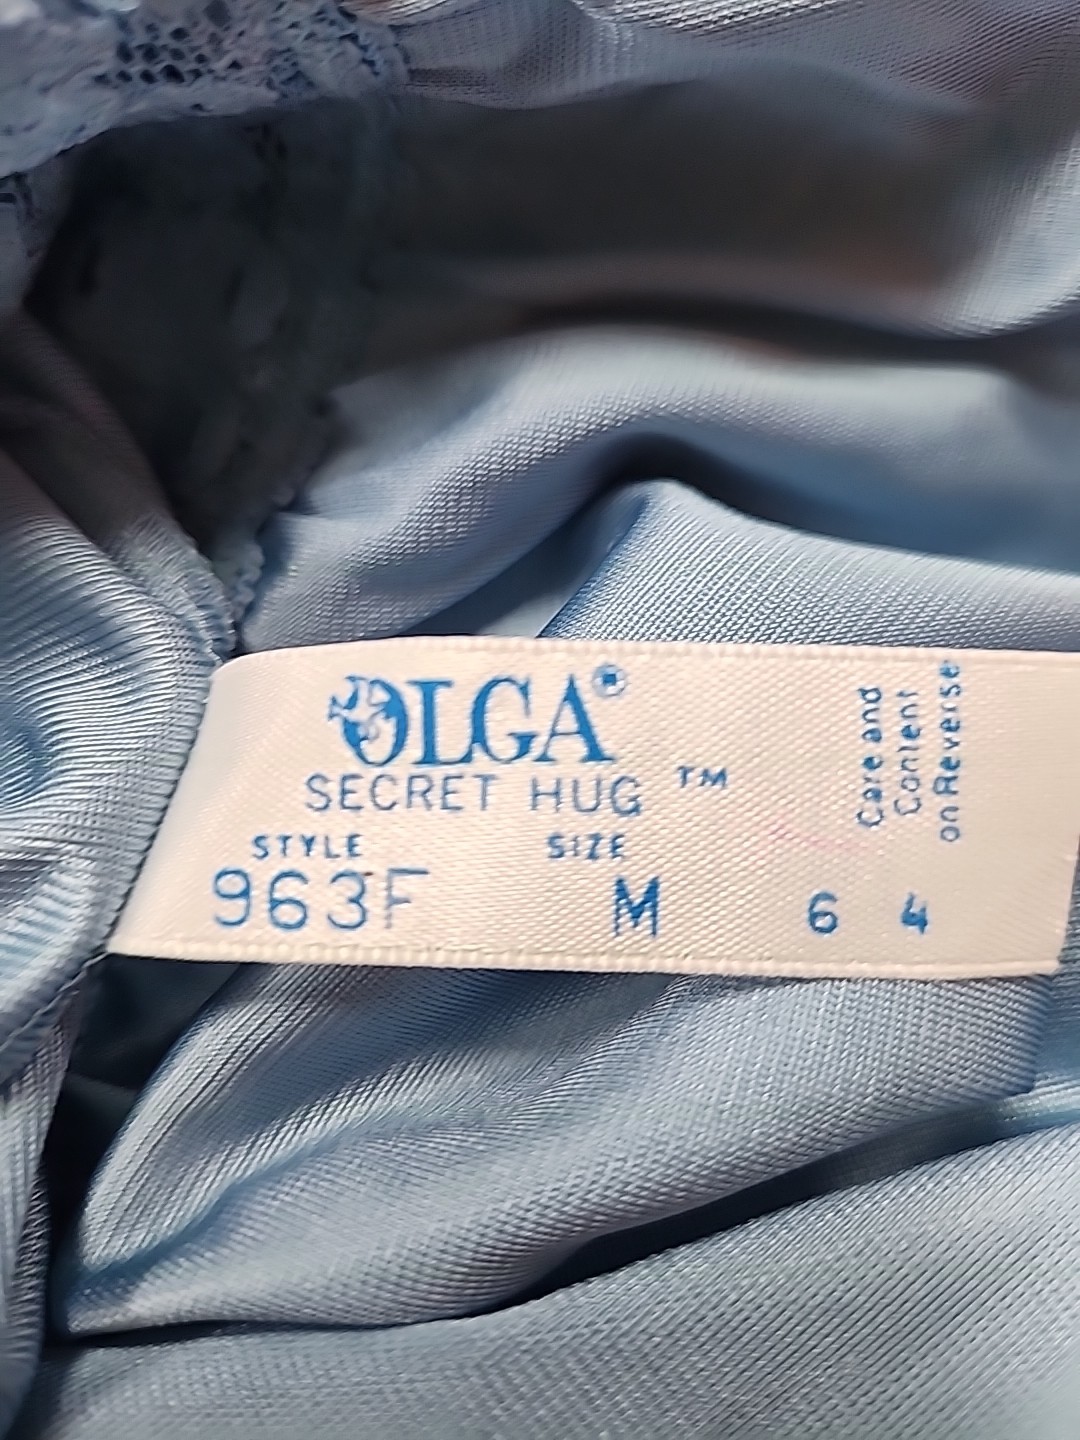 OLGA®
SECRET HUG ™
STYLE SIZE
963F M 6 4
Care and
Content
on Reverse